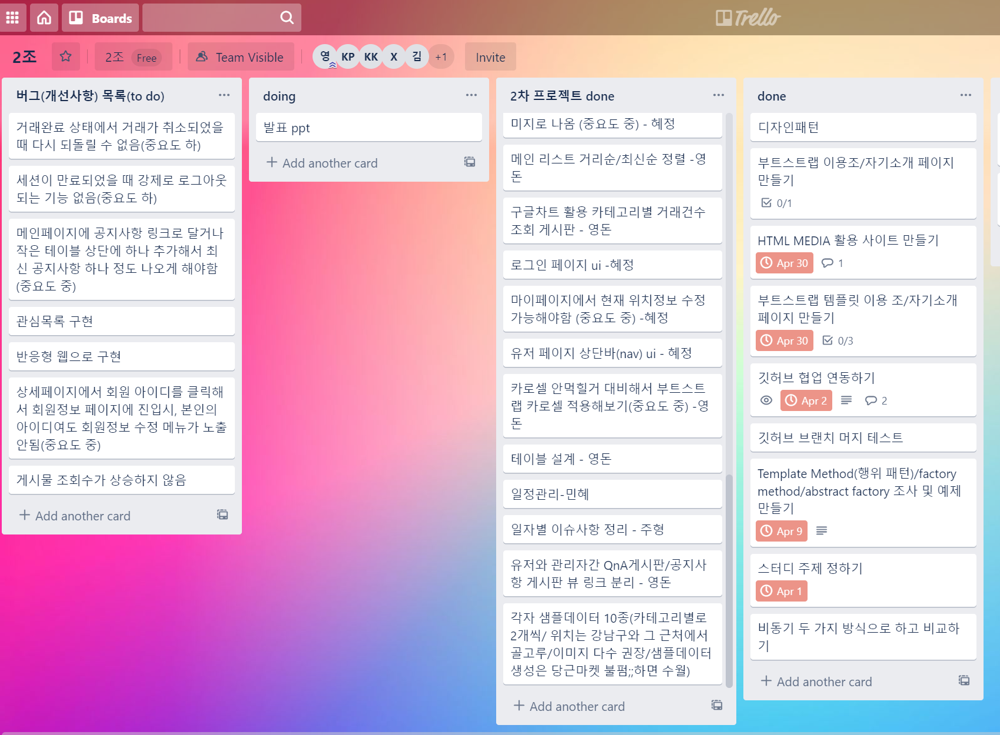 Boards
Trello
2조
2조 Free
Team Visible
영 KP KK X 김 +1
Invite
버그(개선사항) 목록(to do)
거래완료 상태에서 거래가 취소되었을
때 다시 되돌릴 수 없음(중요도 하)
세션이 만료되었을 때 강제로 로그아웃
되는 기능 없음(중요도 하)
메인페이지에 공지사항 링크로 달거나
작은 테이블 상단에 하나 추가해서 최
신 공지사항 하나 정도 나오게 해야함
(중요도 중)
관심목록 구현
반응형 웹으로 구현
상세페이지에서 회원 아이디를 클릭해
서 회원정보 페이지에 진입시, 본인의
아이디여도 회원정보 수정 메뉴가 노출
안됨(중요도 중)
게시물 조회수가 상승하지 않음
+ Add another card
doing
발표 ppt
+ Add another card
2차 프로젝트 done
미지로 나옴 (중요도 중) - 혜정
메인 리스트 거리순/최신순 정렬 -영
돈
구글차트 활용 카테고리별 거래건수
조회 게시판 - 영돈
로그인 페이지 ui -혜정
마이페이지에서 현재 위치정보 수정
가능해야함 (중요도 중) -혜정
유저 페이지 상단바(nav) ui - 혜정
카로셀 안먹힐거 대비해서 부트스트
랩 카로셀 적용해보기(중요도 중) -영
돈
테이블 설계 - 영돈
일정관리-민혜
일자별 이슈사항 정리 - 주형
유저와 관리자간 QnA게시판/공지사
항 게시판 뷰 링크 분리 - 영돈
각자 샘플데이터 10종(카테고리별로
2개씩/ 위치는 강남구와 그 근처에서
골고루/이미지 다수 권장/샘플데이터
생성은 당근마켓 불펌;;하면 수월)
+ Add another card
done
디자인패턴
부트스트랩 이용조/자기소개 페이지
만들기
0/1
HTML MEDIA 활용 사이트 만들기
Apr 30 1
부트스트랩 템플릿 이용 조/자기소개
페이지 만들기
Apr 30 0/3
깃허브 협업 연동하기
Apr 2 2
깃허브 브랜치 머지 테스트
Template Method(행위 패턴)/factory
method/abstract factory 조사 및 예제
만들기
Apr 9
스터디 주제 정하기
Apr 1
비동기 두 가지 방식으로 하고 비교하
기
+ Add another card